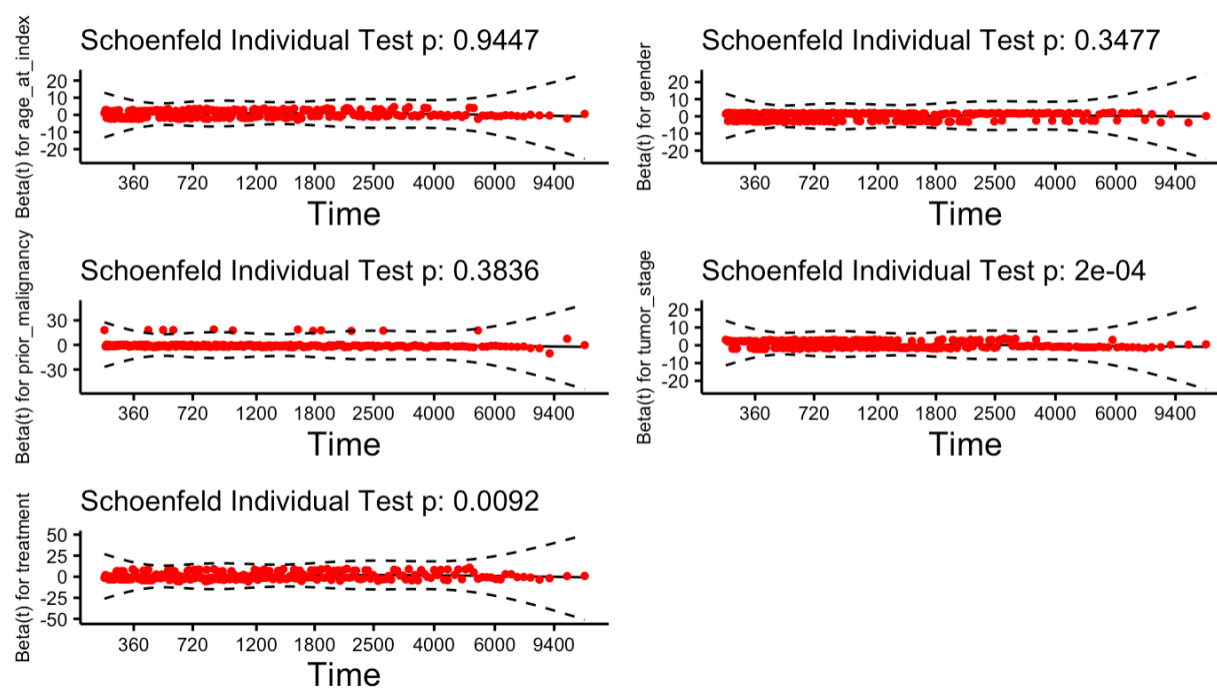 Schoenfeld Individual Test p: 0.9447
Beta(t) for age_at_index
20
10
0
-10
-20
360 720 1200 1800 2500 4000 6000 9400
Time
Schoenfeld Individual Test p: 0.3477
Beta(t) for gender
20
10
0
-10
-20
360 720 1200 1800 2500 4000 6000 9400
Time
Schoenfeld Individual Test p: 0.3836
Beta(t) for prior_malignancy
30
0
-30
360 720 1200 1800 2500 4000 6000 9400
Time
Schoenfeld Individual Test p: 2e-04
Beta(t) for tumor_stage
20
10
0
-10
-20
360 720 1200 1800 2500 4000 6000 9400
Time
Schoenfeld Individual Test p: 0.0092
Beta(t) for treatment
50
25
0
-25
-50
360 720 1200 1800 2500 4000 6000 9400
Time